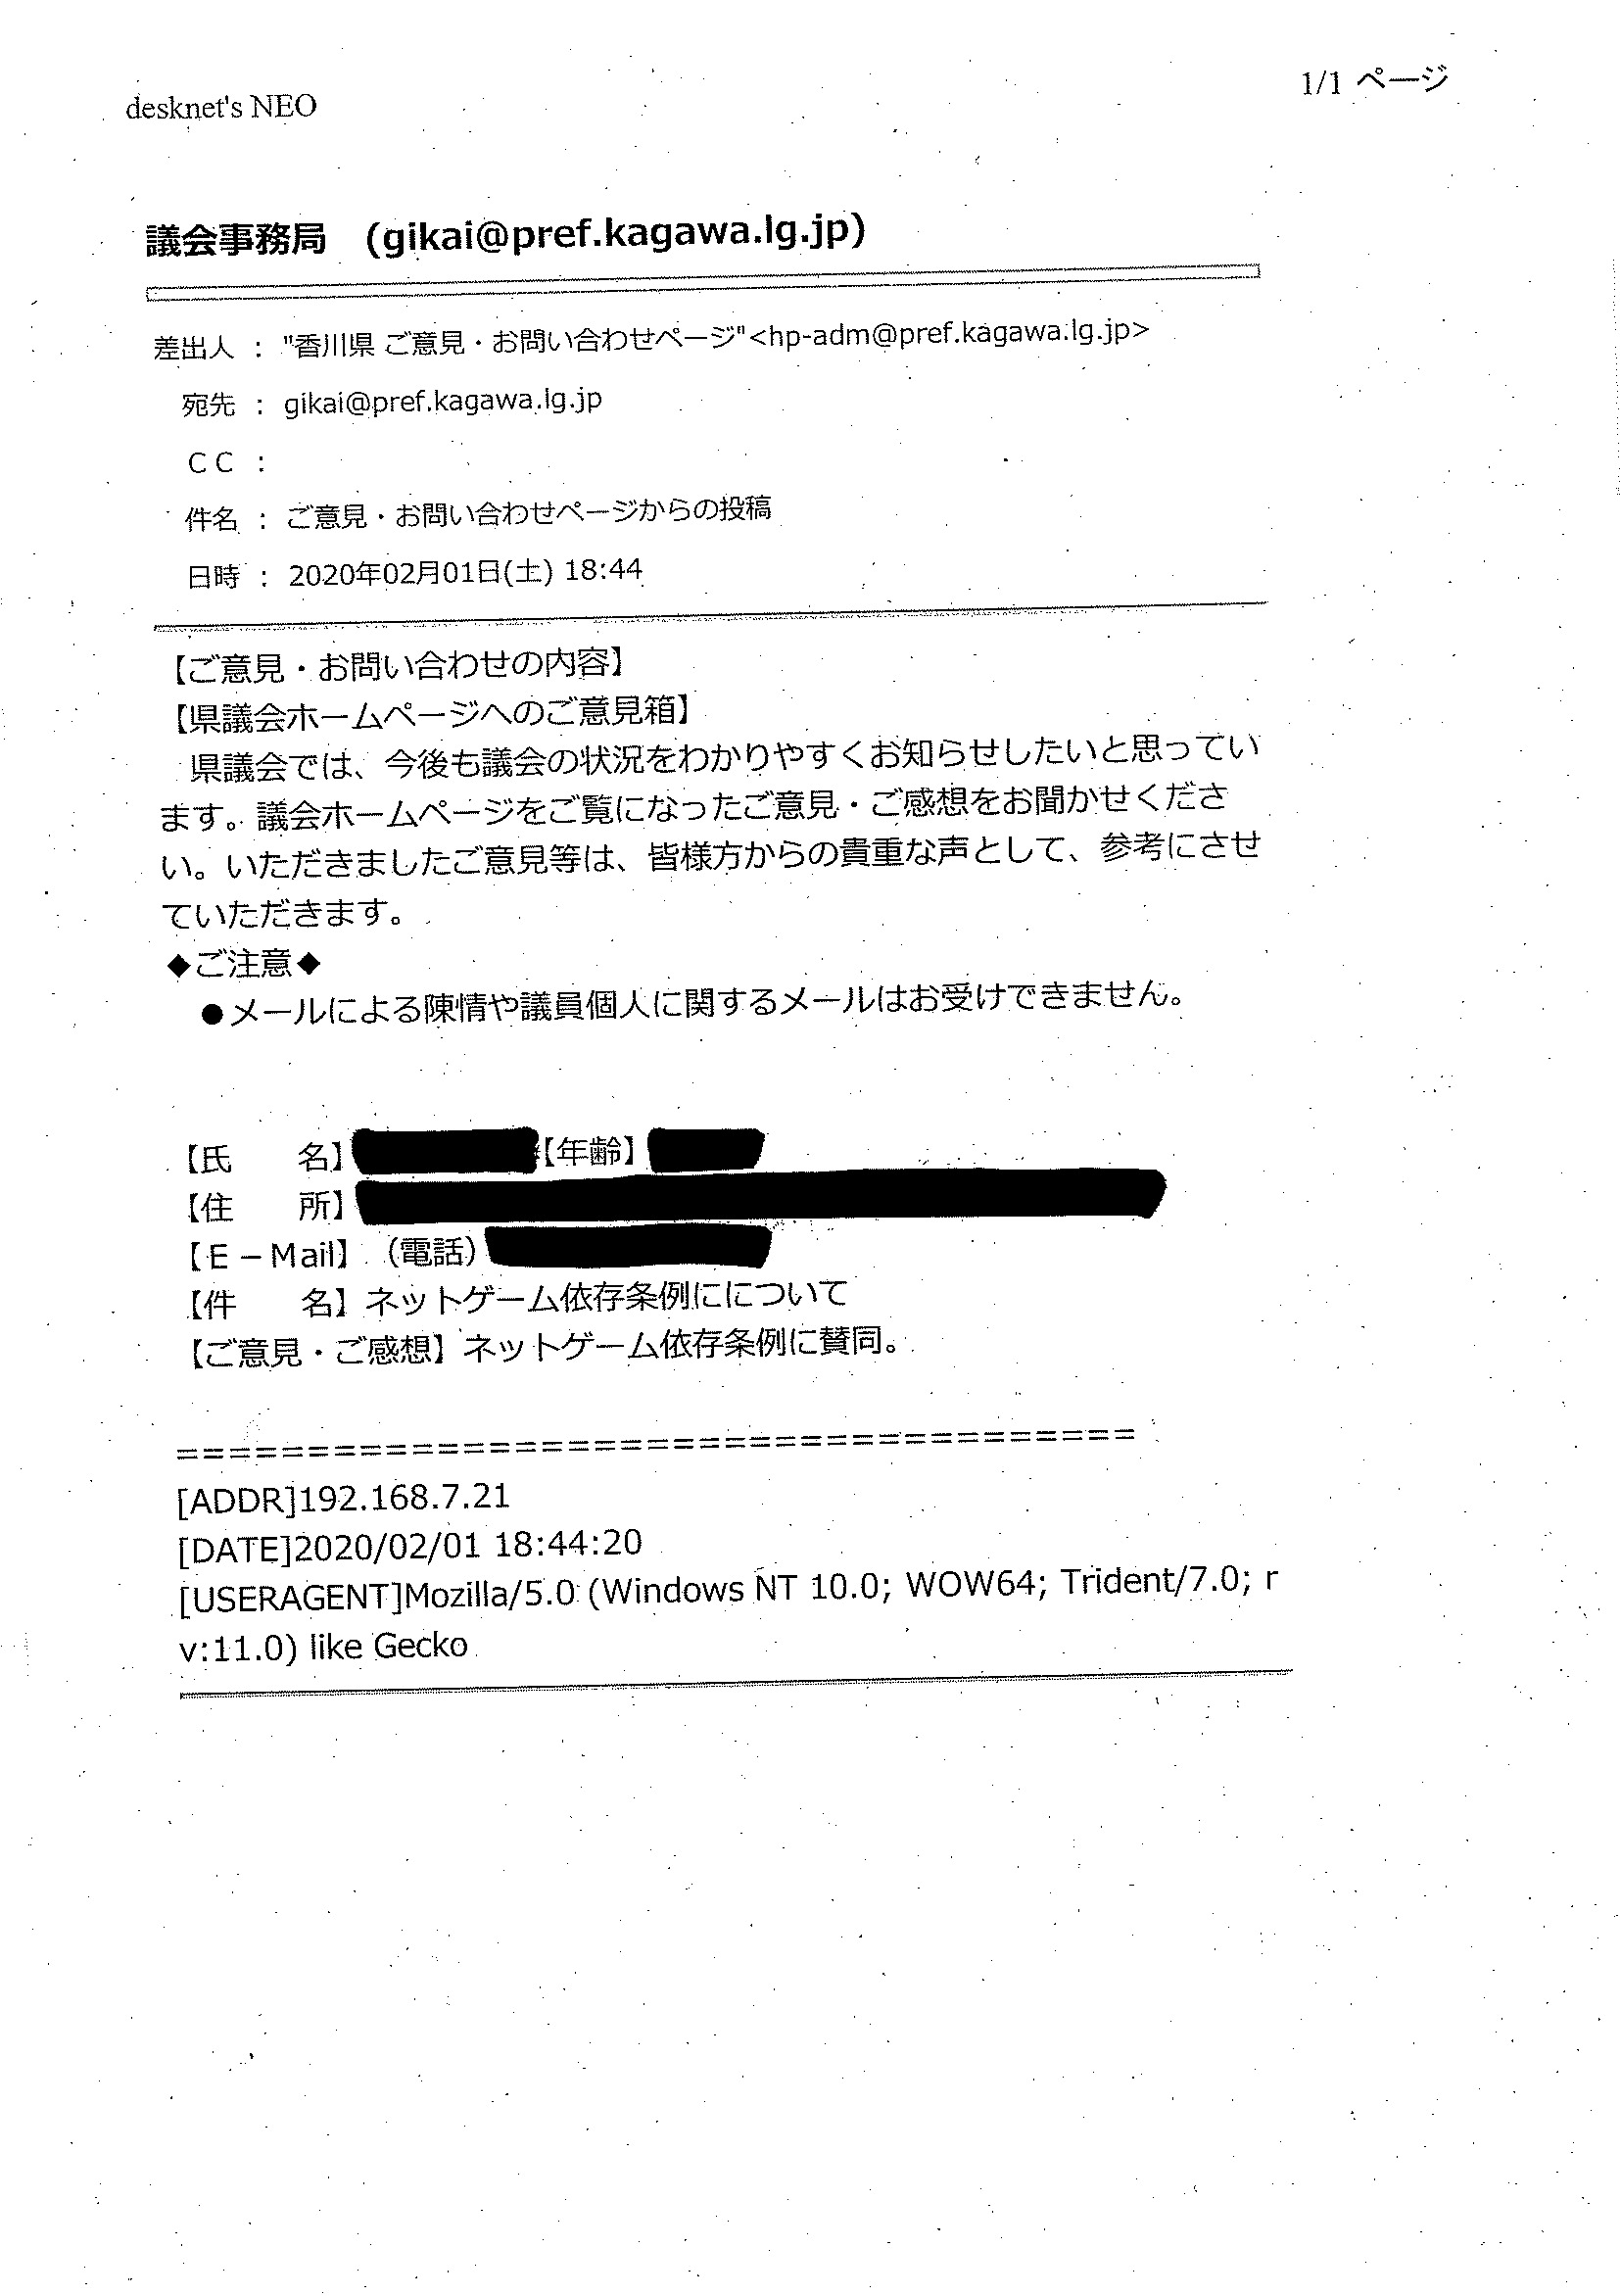 desknet's NEO
1/1 ページ
議会事務局 (gikai@pref.kagawa.lg.jp)
差出人 : "香川県 ご意見・お問い合わせページ"<hp-adm@pref.kagawa.lg.jp>
宛先 : gikai@pref.kagawa.lg.jp
CC :
件名 : ご意見・お問い合わせページからの投稿
日時 : 2020年02月01日(土) 18:44
【ご意見・お問い合わせの内容】
【県議会ホームページへのご意見箱】
県議会では、今後も議会の状況をわかりやすくお知らせしたいと思ってい
ます。議会ホームページをご覧になったご意見・ご感想をお聞かせくださ
い。いただきましたご意見等は、皆様方からの貴重な声として、参考にさせ
ていただきます。
◆ご注意◆
●メールによる陳情や議員個人に関するメールはお受けできません。
【氏　　名】【年齢】
【住　　所】
【E－Mail】（電話）
【件　　名】ネットゲーム依存条例にについて
【ご意見・ご感想】ネットゲーム依存条例に賛同。
=====================================
[ADDR]192.168.7.21
[DATE]2020/02/01 18:44:20
[USERAGENT]Mozilla/5.0 (Windows NT 10.0; WOW64; Trident/7.0; r
v:11.0) like Gecko